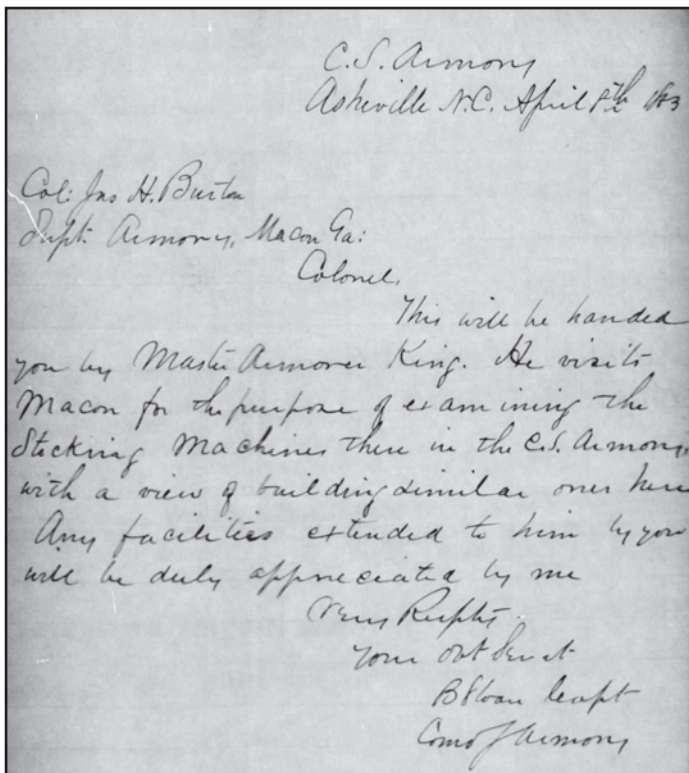 C.S. Armory
Asheville N.C. April 8th 1863
Col: Jas H. Burton
Supt. Armory, Macon Ga:
Colonel,
This will be handed
you by Master Armorer King. He visits
Macon for the purpose of examining the
Stocking Machines there in the C.S. Armory,
with a view of building similar ones here
Any facilities extended to him by you
will be duly appreciated by me
Very Respfty.
Your Obt Servt
B Sloan Capt
Comdg Armory